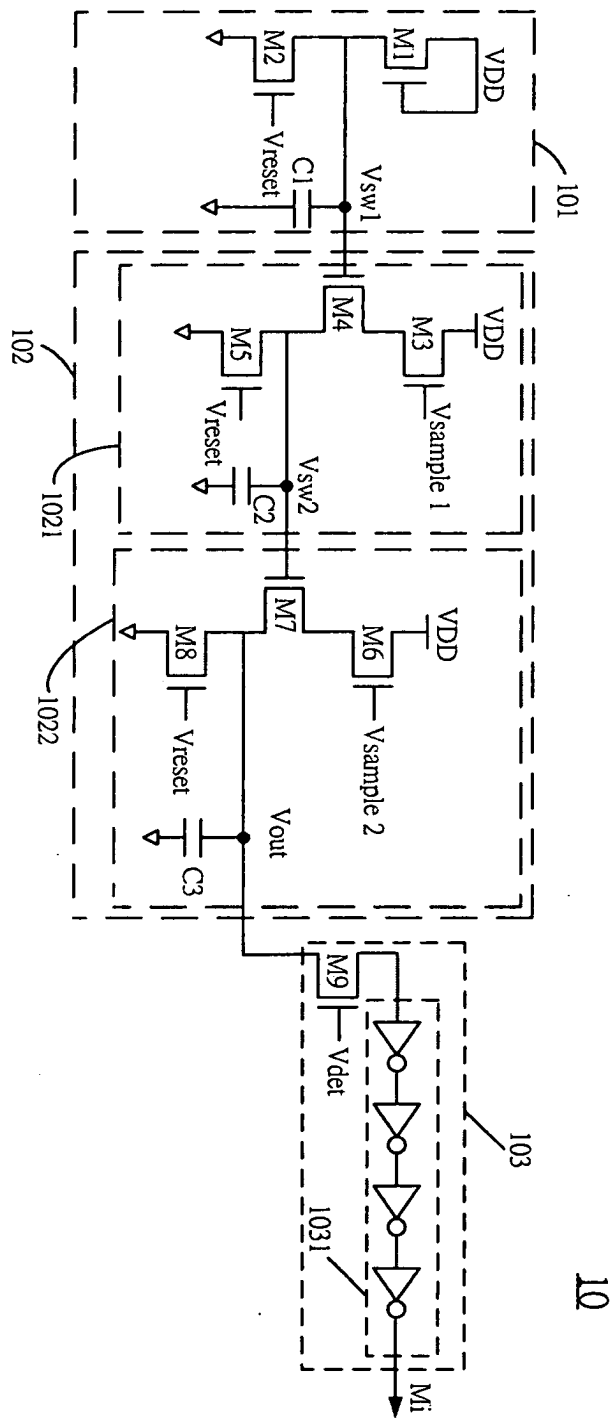 10
101
VDD
M1
M2
Vreset
C1
Vsw1
102
1021
VDD
M3
Vsample 1
M4
M5
Vreset
Vsw2
C2
1022
VDD
M6
Vsample 2
M7
M8
Vreset
Vout
C3
103
M9
Vdet
1031
Mi